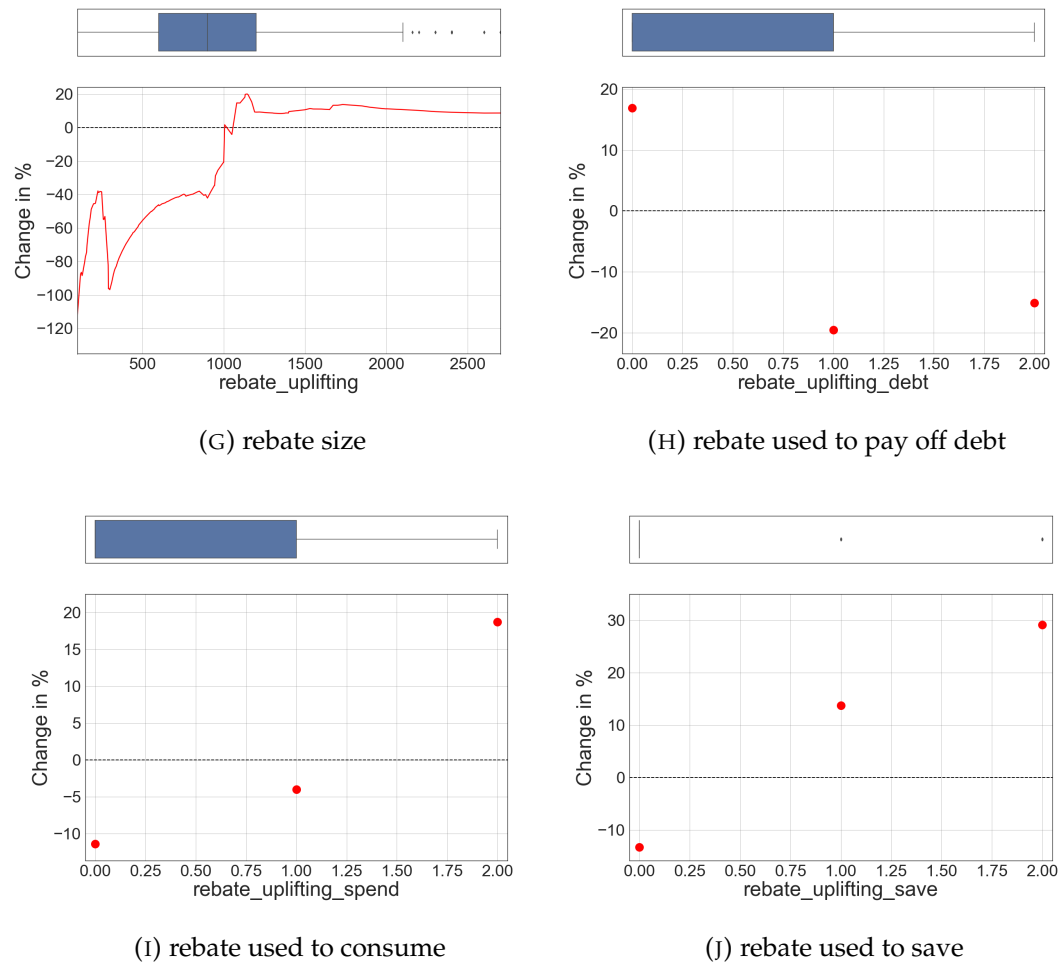 Change in %
20
0
−20
−40
−60
−80
−100
−120
500 1000 1500 2000 2500
rebate_uplifting
(G) rebate size
Change in %
20
10
0
−10
−20
0.00 0.25 0.50 0.75 1.00 1.25 1.50 1.75 2.00
rebate_uplifting_debt
(H) rebate used to pay off debt
Change in %
20
15
10
5
0
−5
−10
0.00 0.25 0.50 0.75 1.00 1.25 1.50 1.75 2.00
rebate_uplifting_spend
(I) rebate used to consume
Change in %
30
20
10
0
−10
0.00 0.25 0.50 0.75 1.00 1.25 1.50 1.75 2.00
rebate_uplifting_save
(J) rebate used to save